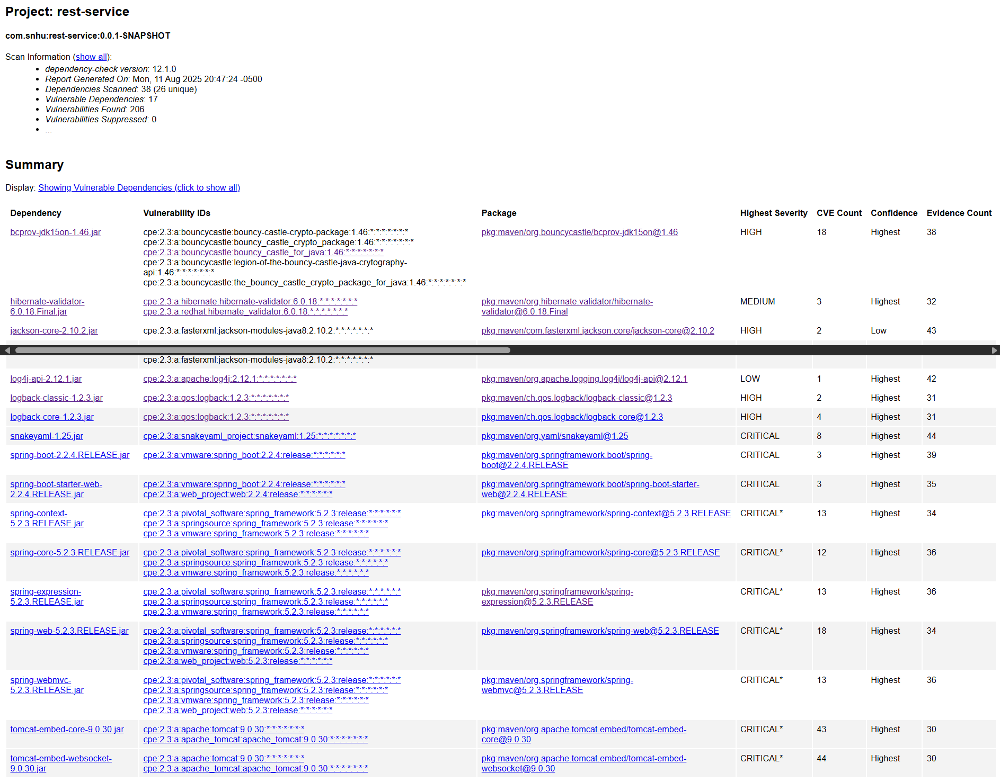 Project: rest-service
com.snhu:rest-service:0.0.1-SNAPSHOT
Scan Information (show all):
• dependency-check version: 12.1.0
• Report Generated On: Mon, 11 Aug 2025 20:47:24 -0500
• Dependencies Scanned: 38 (26 unique)
• Vulnerable Dependencies: 17
• Vulnerabilities Found: 206
• Vulnerabilities Suppressed: 0
• ...
Summary
Display: Showing Vulnerable Dependencies (click to show all)
Dependency Vulnerability IDs Package Highest Severity CVE Count Confidence Evidence Count
bcprov-jdk15on-1.46.jar cpe:2.3:a:bouncycastle:bouncy-castle-crypto-package:1.46:*:*:*:*:*:*:* pkg:maven/org.bouncycastle/bcprov-jdk15on@1.46 HIGH 18 Highest 38
cpe:2.3:a:bouncycastle:bouncy_castle_crypto_package:1.46:*:*:*:*:*:*:*
cpe:2.3:a:bouncycastle:bouncy_castle_for_java:1.46:*:*:*:*:*:*:*
cpe:2.3:a:bouncycastle:legion-of-the-bouncy-castle-java-crytography-
api:1.46:*:*:*:*:*:*:*
cpe:2.3:a:bouncycastle:the_bouncy_castle_crypto_package_for_java:1.46:*:*:*:*:*:*:*
hibernate-validator- cpe:2.3:a:hibernate:hibernate-validator:6.0.18:*:*:*:*:*:*:* pkg:maven/org.hibernate.validator/hibernate- MEDIUM 3 Highest 32
6.0.18.Final.jar cpe:2.3:a:redhat:hibernate_validator:6.0.18:*:*:*:*:*:*:* validator@6.0.18.Final
jackson-core-2.10.2.jar cpe:2.3:a:fasterxml:jackson-modules-java8:2.10.2:*:*:*:*:*:*:* pkg:maven/com.fasterxml.jackson.core/jackson-core@2.10.2 HIGH 2 Low 43
cpe:2.3:a:fasterxml:jackson-modules-java8:2.10.2:*:*:*:*:*:*:*
log4j-api-2.12.1.jar cpe:2.3:a:apache:log4j:2.12.1:*:*:*:*:*:*:* pkg:maven/org.apache.logging.log4j/log4j-api@2.12.1 LOW 1 Highest 42
logback-classic-1.2.3.jar cpe:2.3:a:qos:logback:1.2.3:*:*:*:*:*:*:* pkg:maven/ch.qos.logback/logback-classic@1.2.3 HIGH 2 Highest 31
logback-core-1.2.3.jar cpe:2.3:a:qos:logback:1.2.3:*:*:*:*:*:*:* pkg:maven/ch.qos.logback/logback-core@1.2.3 HIGH 4 Highest 31
snakeyaml-1.25.jar cpe:2.3:a:snakeyaml_project:snakeyaml:1.25:*:*:*:*:*:*:* pkg:maven/org.yaml/snakeyaml@1.25 CRITICAL 8 Highest 44
spring-boot-2.2.4.RELEASE.jar cpe:2.3:a:vmware:spring_boot:2.2.4:release:*:*:*:*:*:* pkg:maven/org.springframework.boot/spring- CRITICAL 3 Highest 39
boot@2.2.4.RELEASE
spring-boot-starter-web- cpe:2.3:a:vmware:spring_boot:2.2.4:release:*:*:*:*:*:* pkg:maven/org.springframework.boot/spring-boot-starter- CRITICAL 3 Highest 35
2.2.4.RELEASE.jar cpe:2.3:a:web_project:web:2.2.4:release:*:*:*:*:*:* web@2.2.4.RELEASE
spring-context- cpe:2.3:a:pivotal_software:spring_framework:5.2.3:release:*:*:*:*:*:* pkg:maven/org.springframework/spring-context@5.2.3.RELEASE CRITICAL* 13 Highest 34
5.2.3.RELEASE.jar cpe:2.3:a:springsource:spring_framework:5.2.3:release:*:*:*:*:*:*
cpe:2.3:a:vmware:spring_framework:5.2.3:release:*:*:*:*:*:*
spring-core-5.2.3.RELEASE.jar cpe:2.3:a:pivotal_software:spring_framework:5.2.3:release:*:*:*:*:*:* pkg:maven/org.springframework/spring-core@5.2.3.RELEASE CRITICAL* 12 Highest 36
cpe:2.3:a:springsource:spring_framework:5.2.3:release:*:*:*:*:*:*
cpe:2.3:a:vmware:spring_framework:5.2.3:release:*:*:*:*:*:*
spring-expression- cpe:2.3:a:pivotal_software:spring_framework:5.2.3:release:*:*:*:*:*:* pkg:maven/org.springframework/spring- CRITICAL* 13 Highest 36
5.2.3.RELEASE.jar cpe:2.3:a:springsource:spring_framework:5.2.3:release:*:*:*:*:*:* expression@5.2.3.RELEASE
cpe:2.3:a:vmware:spring_framework:5.2.3:release:*:*:*:*:*:*
spring-web-5.2.3.RELEASE.jar cpe:2.3:a:pivotal_software:spring_framework:5.2.3:release:*:*:*:*:*:* pkg:maven/org.springframework/spring-web@5.2.3.RELEASE CRITICAL* 18 Highest 34
cpe:2.3:a:springsource:spring_framework:5.2.3:release:*:*:*:*:*:*
cpe:2.3:a:vmware:spring_framework:5.2.3:release:*:*:*:*:*:*
cpe:2.3:a:web_project:web:5.2.3:release:*:*:*:*:*:*
spring-webmvc- cpe:2.3:a:pivotal_software:spring_framework:5.2.3:release:*:*:*:*:*:* pkg:maven/org.springframework/spring- CRITICAL* 13 Highest 36
5.2.3.RELEASE.jar cpe:2.3:a:springsource:spring_framework:5.2.3:release:*:*:*:*:*:* webmvc@5.2.3.RELEASE
cpe:2.3:a:vmware:spring_framework:5.2.3:release:*:*:*:*:*:*
cpe:2.3:a:web_project:web:5.2.3:release:*:*:*:*:*:*
tomcat-embed-core-9.0.30.jar cpe:2.3:a:apache:tomcat:9.0.30:*:*:*:*:*:*:* pkg:maven/org.apache.tomcat.embed/tomcat-embed- CRITICAL* 43 Highest 30
cpe:2.3:a:apache_tomcat:apache_tomcat:9.0.30:*:*:*:*:*:*:* core@9.0.30
tomcat-embed-websocket- cpe:2.3:a:apache:tomcat:9.0.30:*:*:*:*:*:*:* pkg:maven/org.apache.tomcat.embed/tomcat-embed- CRITICAL* 44 Highest 30
9.0.30.jar cpe:2.3:a:apache_tomcat:apache_tomcat:9.0.30:*:*:*:*:*:*:* websocket@9.0.30